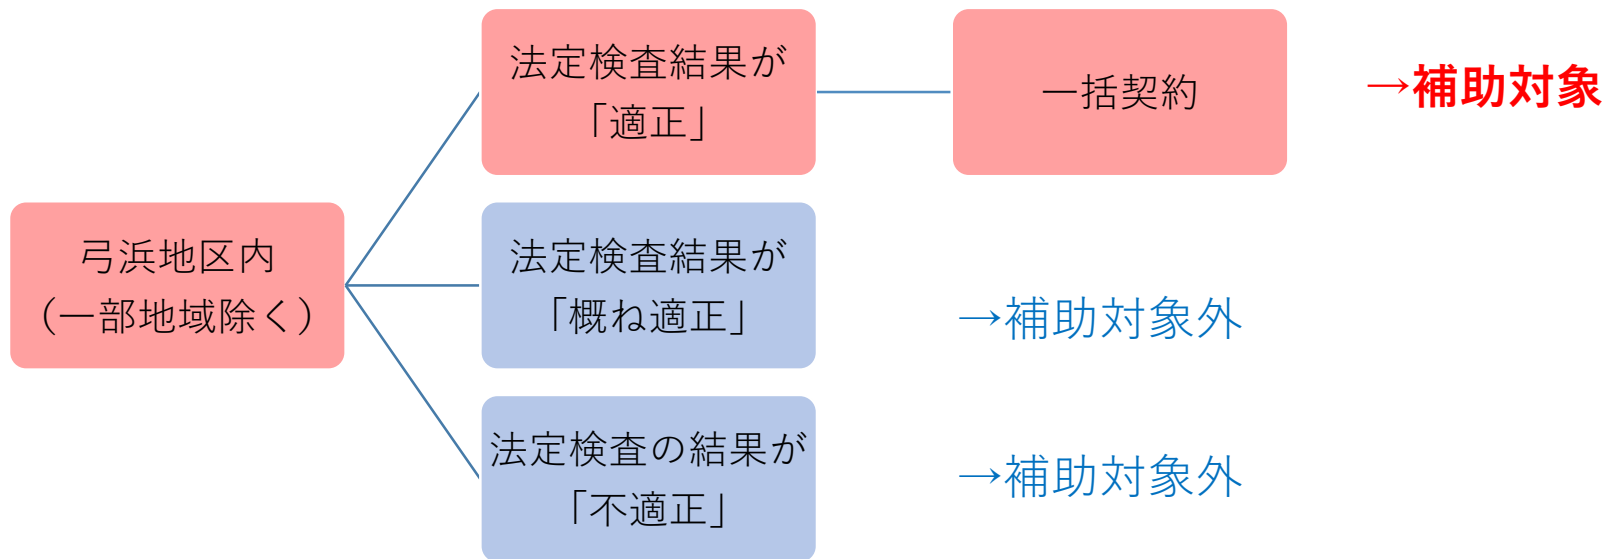 法定検査結果が
「適正」
一括契約
→補助対象
弓浜地区内
（一部地域除く）
法定検査結果が
「概ね適正」
→補助対象外
法定検査の結果が
「不適正」
→補助対象外